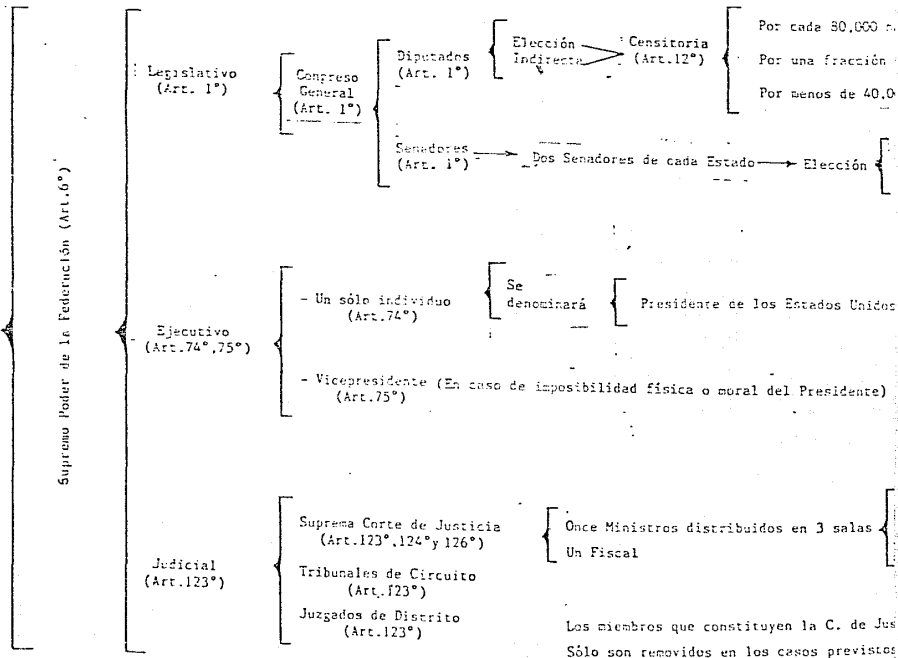 Supremo Poder de la Federación (Art.6°)
Legislativo
(Art. 1°)
Congreso
General
(Art. 1°)
Diputados
(Art. 1°)
Elección
Indirecta
Censitoria
(Art.12°)
Por cada 80,000
Por una fracción
Por menos de 40,0
Senadores
(Art. 1°)
Dos Senadores de cada Estado
Elección
Ejecutivo
(Art.74°,75°)
- Un sólo individuo
(Art.74°)
Se
denominará
Presidente de los Estados Unidos
- Vicepresidente (En caso de imposibilidad física o moral del Presidente)
(Art.75°)
Judicial
(Art.123°)
Suprema Corte de Justicia
(Art.123°,124°y 126°)
Once Ministros distribuidos en 3 salas
Un Fiscal
Tribunales de Circuito
(Art.123°)
Juzgados de Distrito
(Art.123°)
Los miembros que constituyen la C. de Jus
Sólo son removidos en los casos previstos